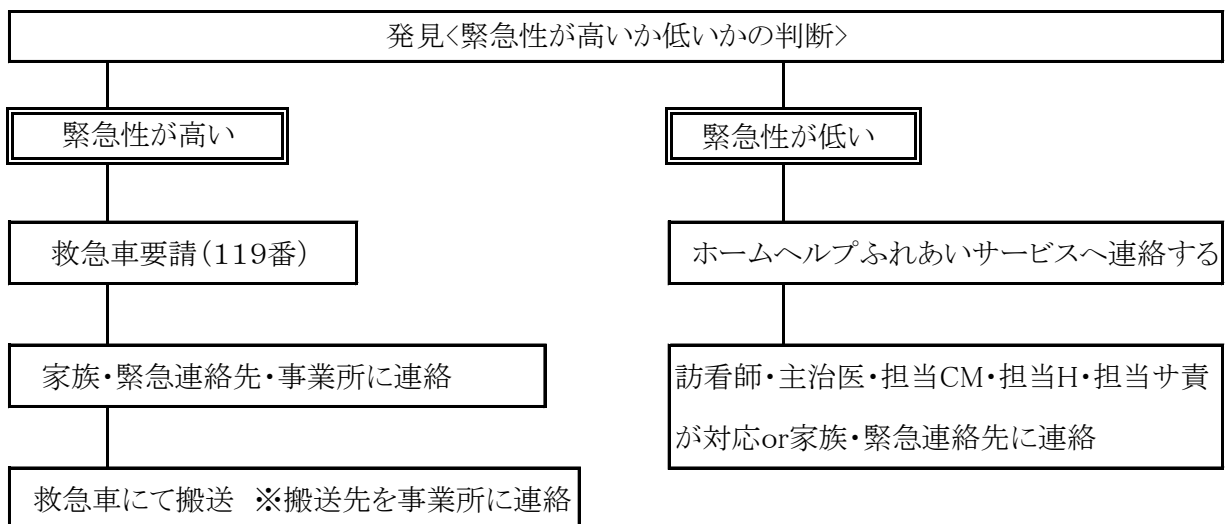 発見<緊急性が高いか低いかの判断>
緊急性が高い
緊急性が低い
救急車要請(119番)
ホームヘルプふれあいサービスへ連絡する
家族・緊急連絡先・事業所に連絡
訪看師・主治医・担当CM・担当H・担当サ責
が対応or家族・緊急連絡先に連絡
救急車にて搬送 ※搬送先を事業所に連絡